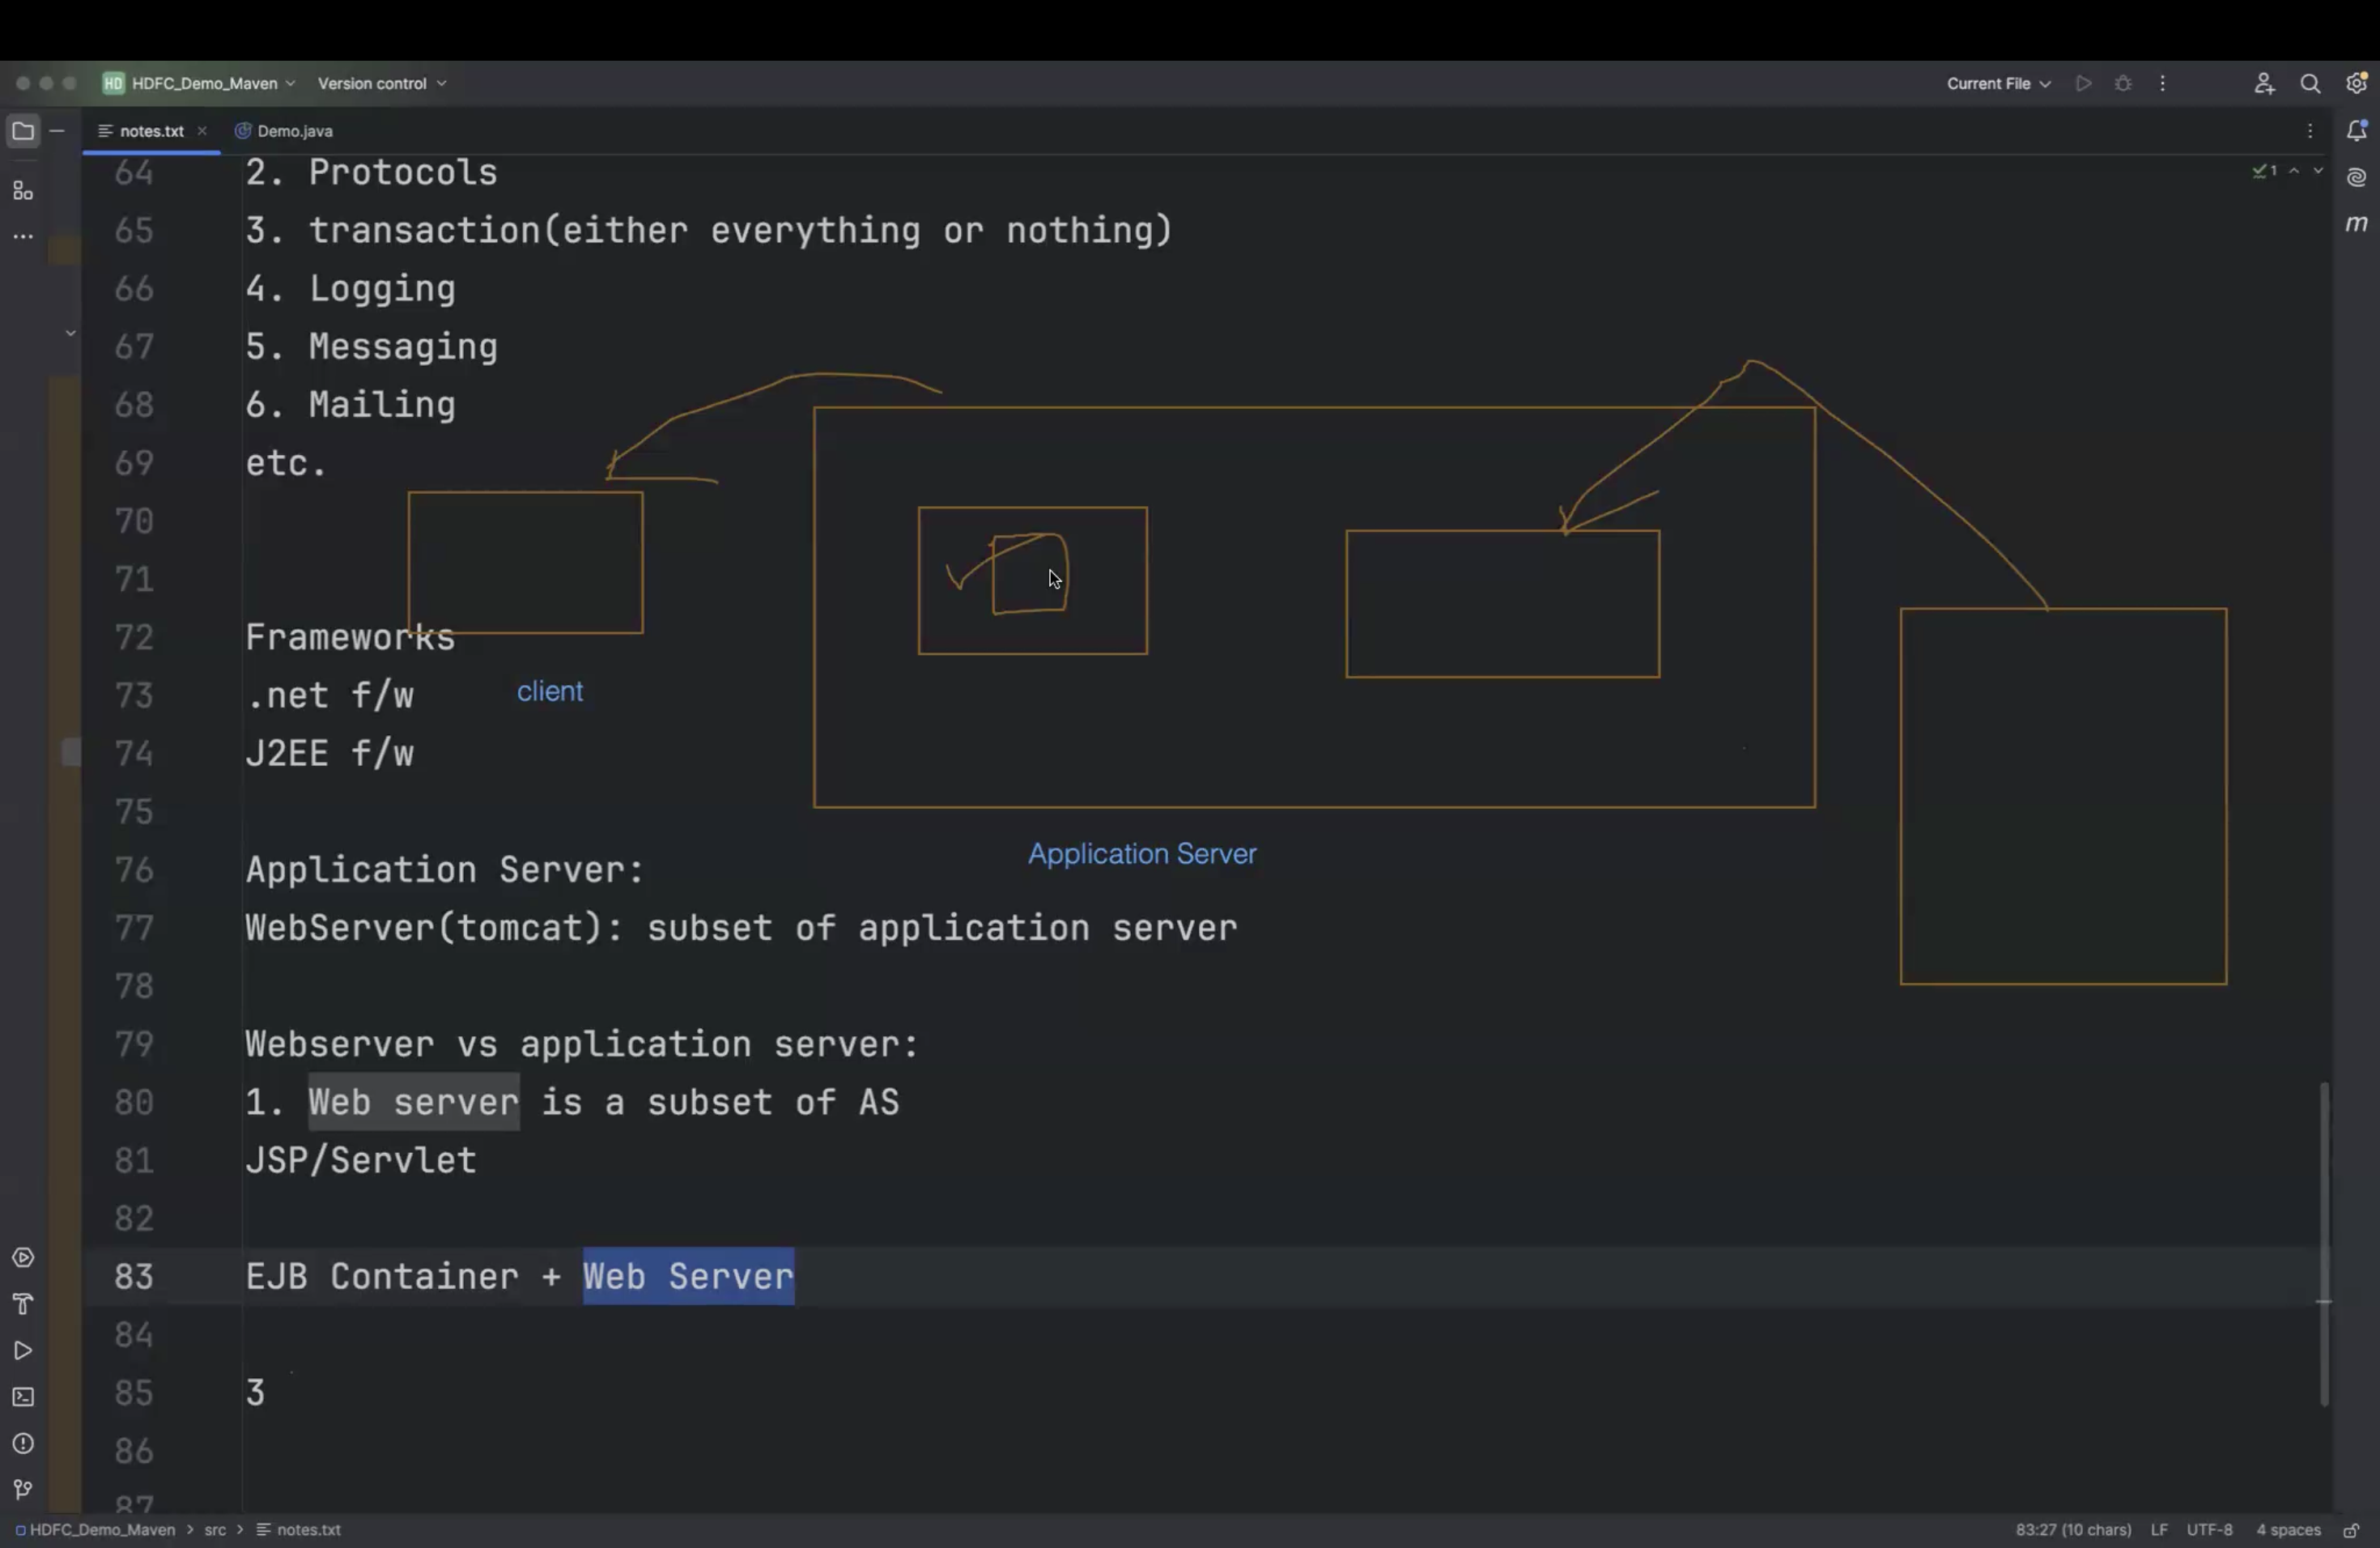 HD HDFC_Demo_Maven Version control Current File
notes.txt Demo.java
64 2. Protocols
1
65 3. transaction(either everything or nothing)
66 4. Logging
67 5. Messaging
68 6. Mailing
69 etc.
70
71
72 Frameworks
73 .net f/w
client
74 J2EE f/w
75
Application Server
76 Application Server:
77 WebServer(tomcat): subset of application server
78
79 Webserver vs application server:
80 1. Web server is a subset of AS
81 JSP/Servlet
82
83 EJB Container + Web Server
84
85 3
86
87
HDFC_Demo_Maven > src > notes.txt 83:27 (10 chars) LF UTF-8 4 spaces